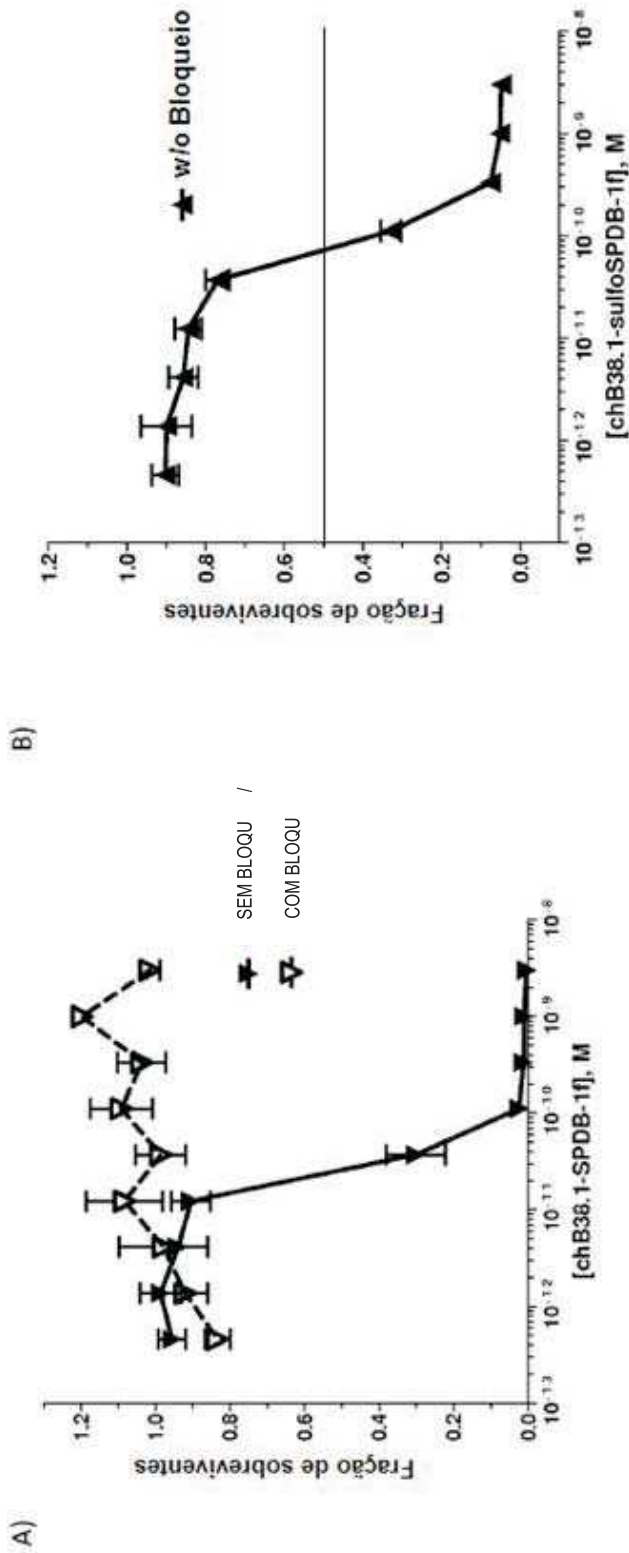 A)
Fração de sobreviventes
1.2
1.0
0.8
0.6
0.4
0.2
0.0
10⁻¹³
10⁻¹²
10⁻¹¹
10⁻¹⁰
10⁻⁹
10⁻⁸
[chB38.1-SPDB-1f], M
SEM BLOQU /
COM BLOQU
B)
Fração de sobreviventes
1.2
1.0
0.8
0.6
0.4
0.2
0.0
10⁻¹³
10⁻¹²
10⁻¹¹
10⁻¹⁰
10⁻⁹
10⁻⁸
[chB38.1-sulfoSPDB-1f], M
w/o Bloqueio